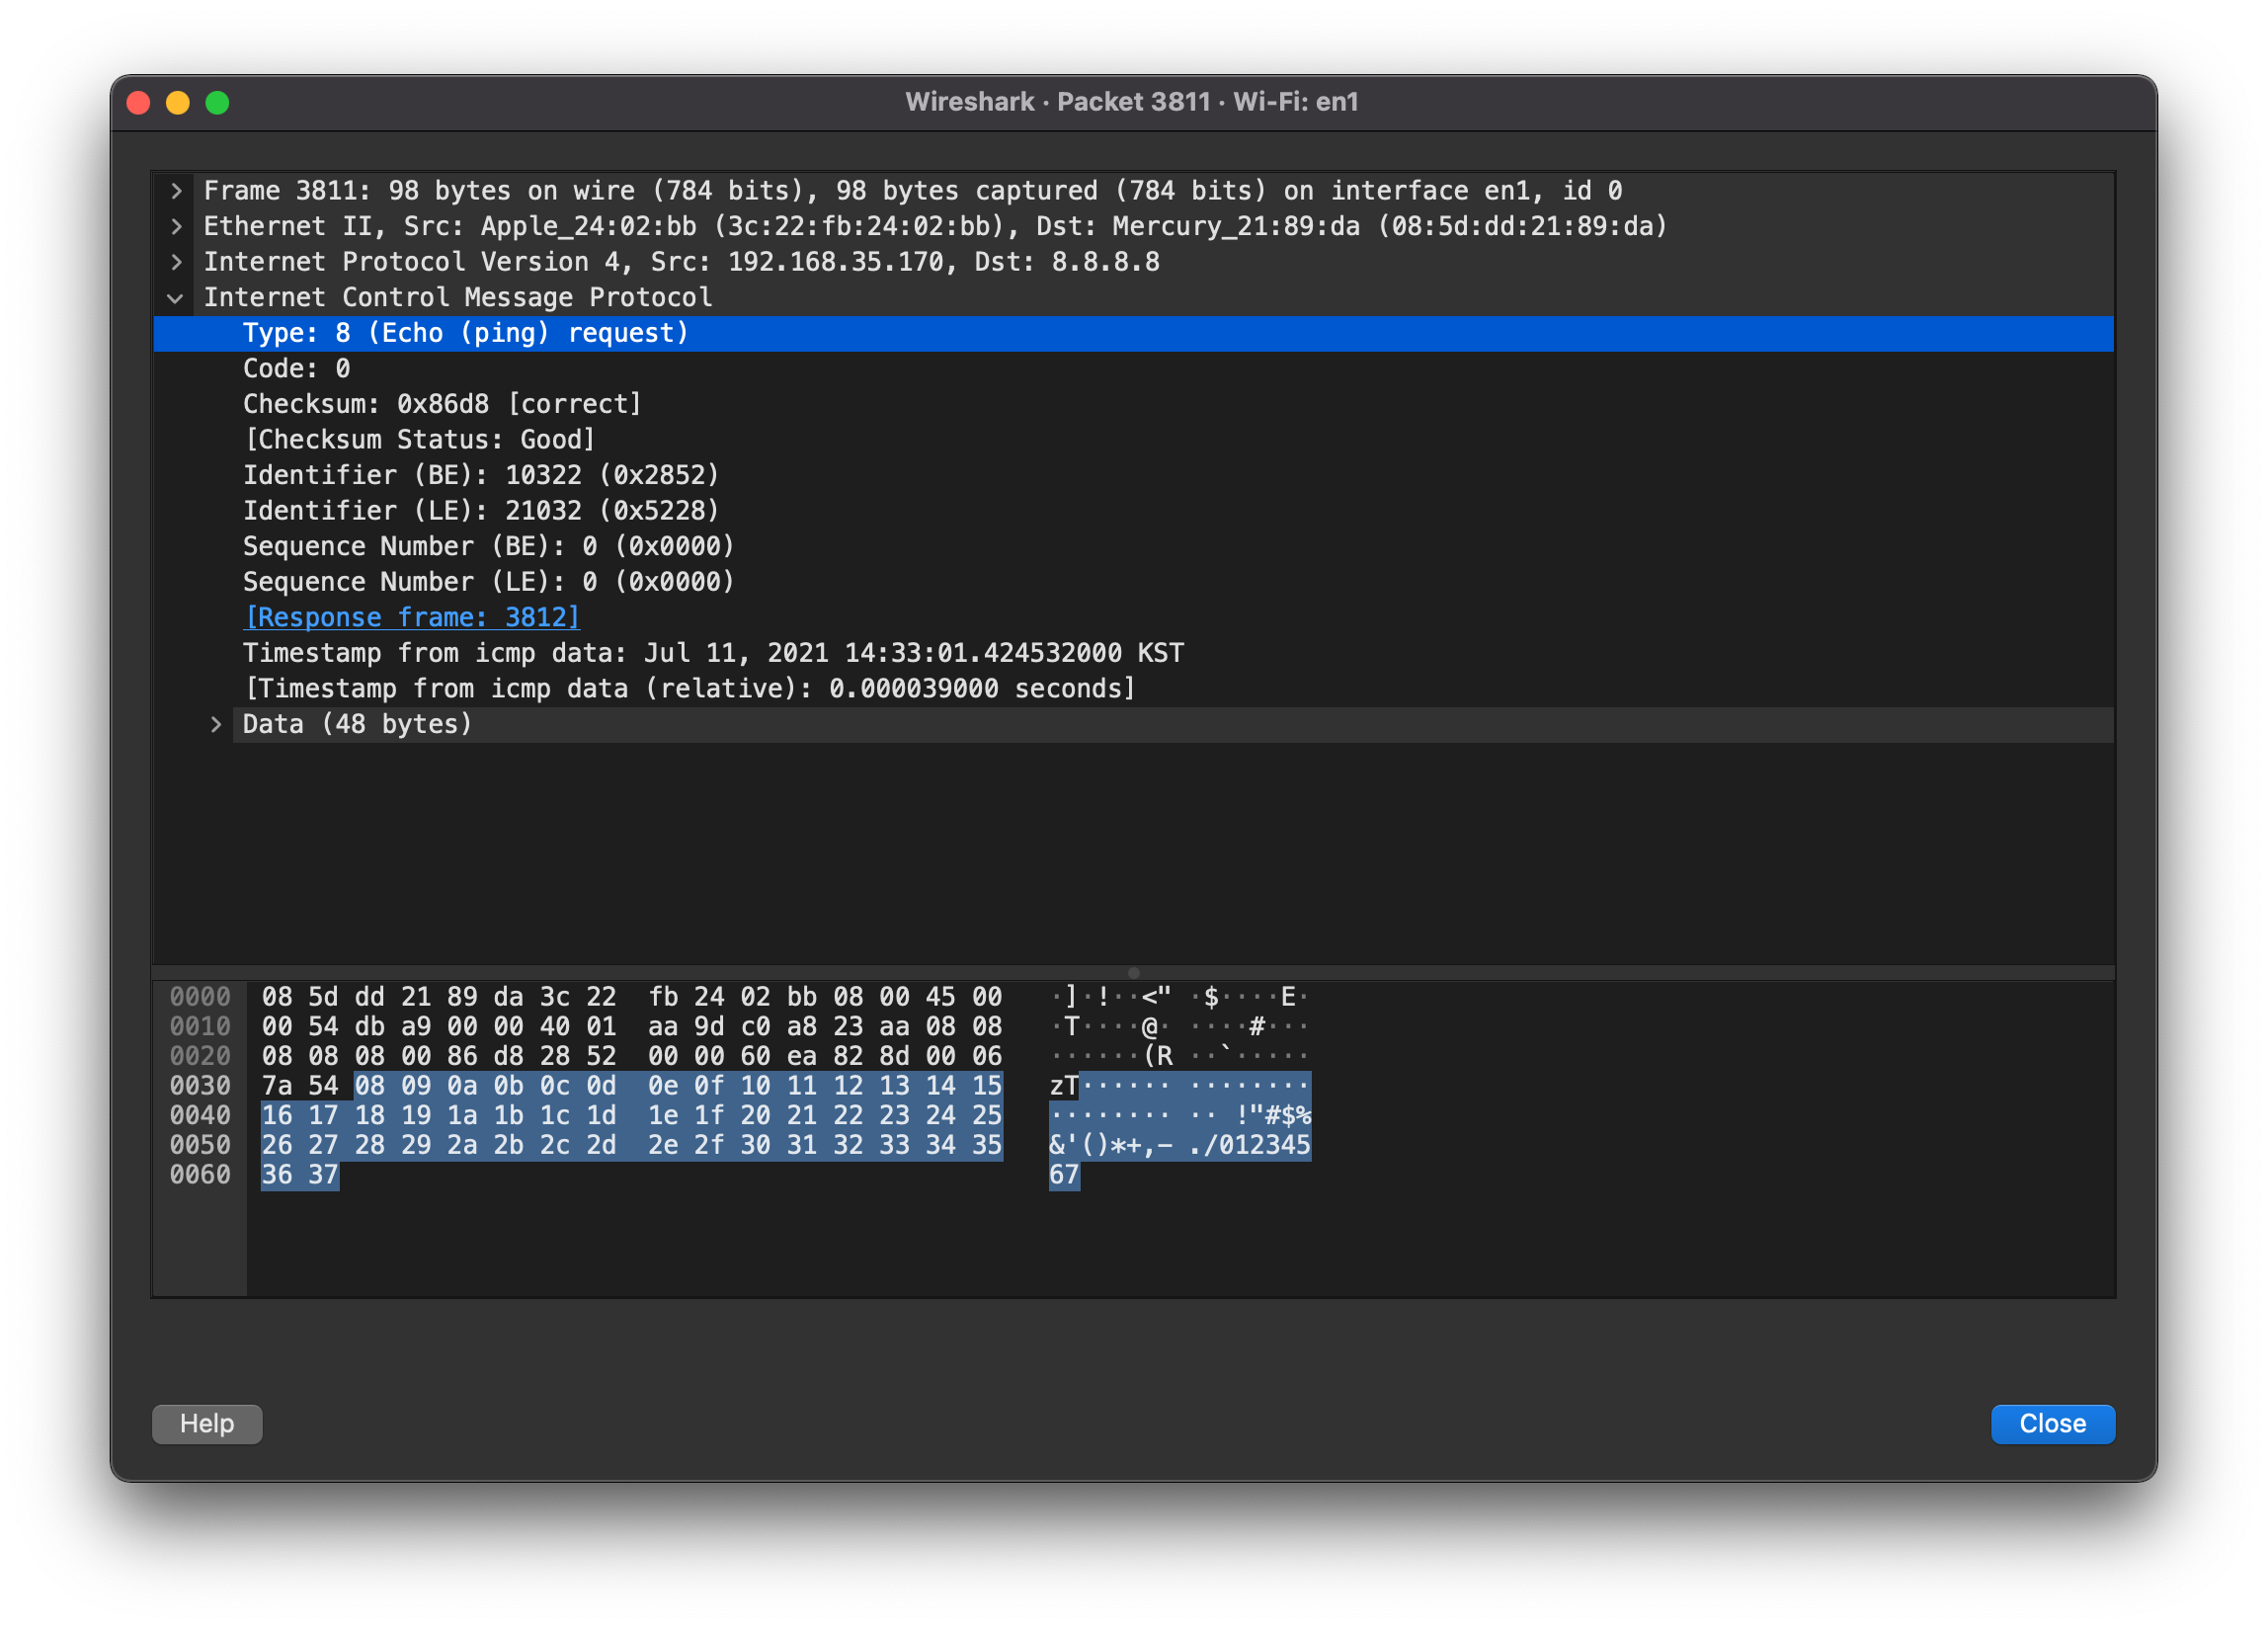 Wireshark · Packet 3811 · Wi-Fi: en1
Frame 3811: 98 bytes on wire (784 bits), 98 bytes captured (784 bits) on interface en1, id 0
Ethernet II, Src: Apple_24:02:bb (3c:22:fb:24:02:bb), Dst: Mercury_21:89:da (08:5d:dd:21:89:da)
Internet Protocol Version 4, Src: 192.168.35.170, Dst: 8.8.8.8
Internet Control Message Protocol
Type: 8 (Echo (ping) request)
Code: 0
Checksum: 0x86d8 [correct]
[Checksum Status: Good]
Identifier (BE): 10322 (0x2852)
Identifier (LE): 21032 (0x5228)
Sequence Number (BE): 0 (0x0000)
Sequence Number (LE): 0 (0x0000)
[Response frame: 3812]
Timestamp from icmp data: Jul 11, 2021 14:33:01.424532000 KST
[Timestamp from icmp data (relative): 0.000039000 seconds]
Data (48 bytes)
0000 08 5d dd 21 89 da 3c 22 fb 24 02 bb 08 00 45 00 ·]·!··<" ·$····E·
0010 00 54 db a9 00 00 40 01 aa 9d c0 a8 23 aa 08 08 ·T····@· ····#···
0020 08 08 08 00 86 d8 28 52 00 00 60 ea 82 8d 00 06 ······(R ··`·····
0030 7a 54 08 09 0a 0b 0c 0d 0e 0f 10 11 12 13 14 15 zT······ ········
0040 16 17 18 19 1a 1b 1c 1d 1e 1f 20 21 22 23 24 25 ········ ·· !"#$%
0050 26 27 28 29 2a 2b 2c 2d 2e 2f 30 31 32 33 34 35 &'()*+,- ./012345
0060 36 37 67
Help
Close